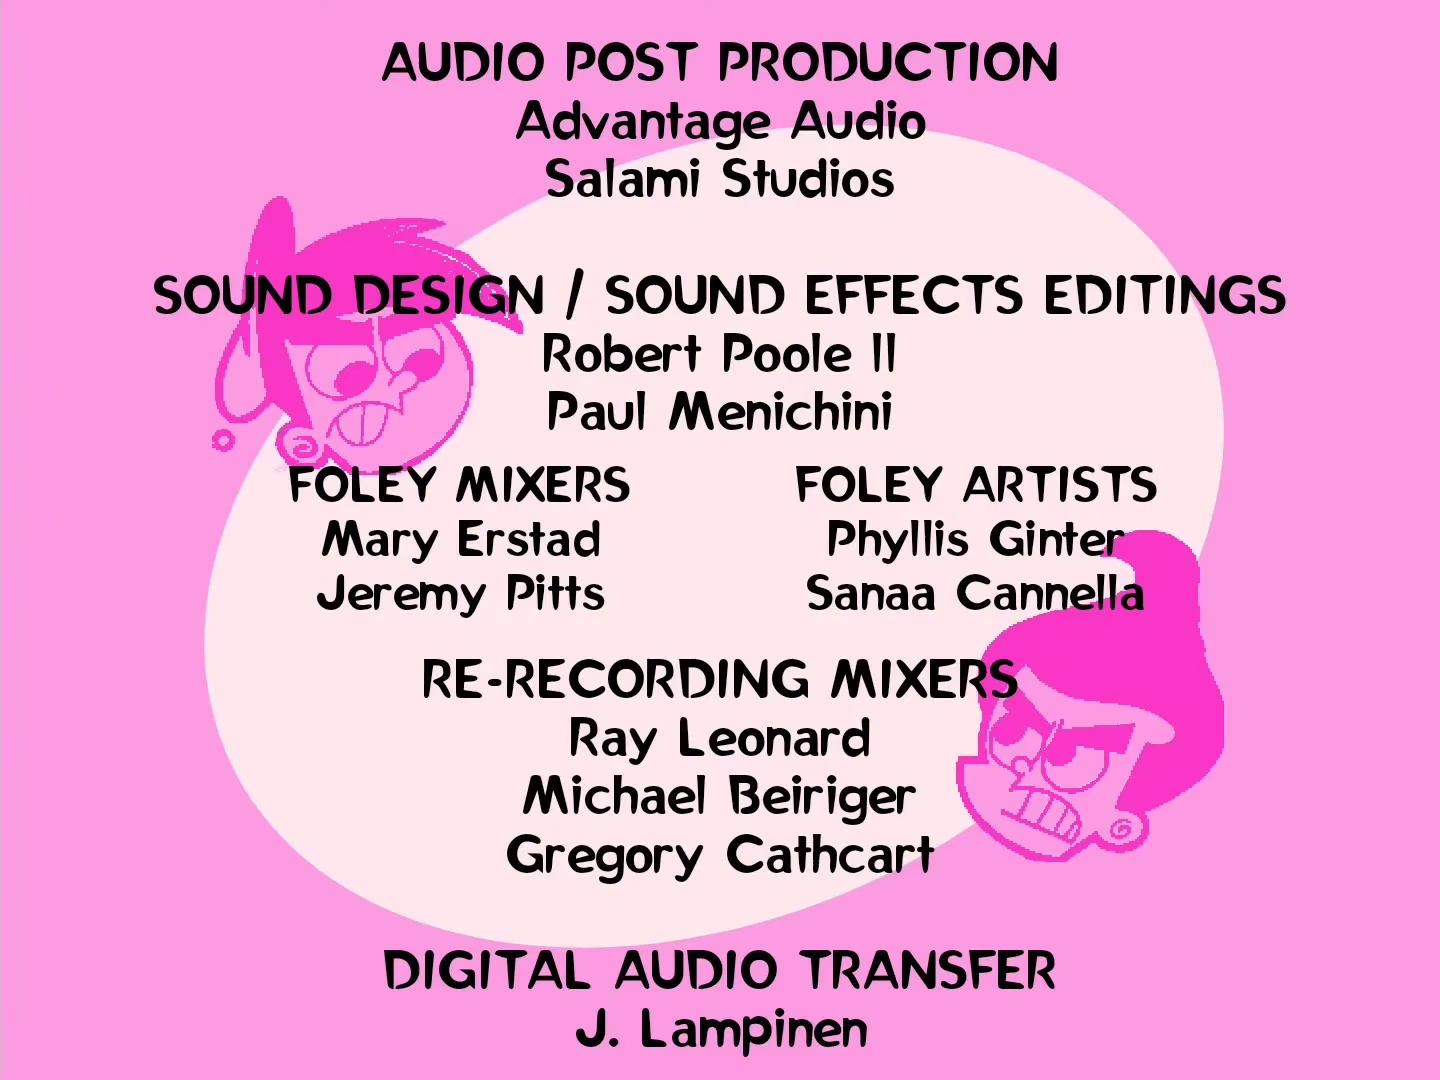 AUDIO POST PRODUCTION
Advantage Audio
Salami Studios
SOUND DESIGN / SOUND EFFECTS EDITINGS
Robert Poole II
Paul Menichini
FOLEY MIXERS
Mary Erstad
Jeremy Pitts
FOLEY ARTISTS
Phyllis Ginter
Sanaa Cannella
RE-RECORDING MIXERS
Ray Leonard
Michael Beiriger
Gregory Cathcart
DIGITAL AUDIO TRANSFER
J. Lampinen